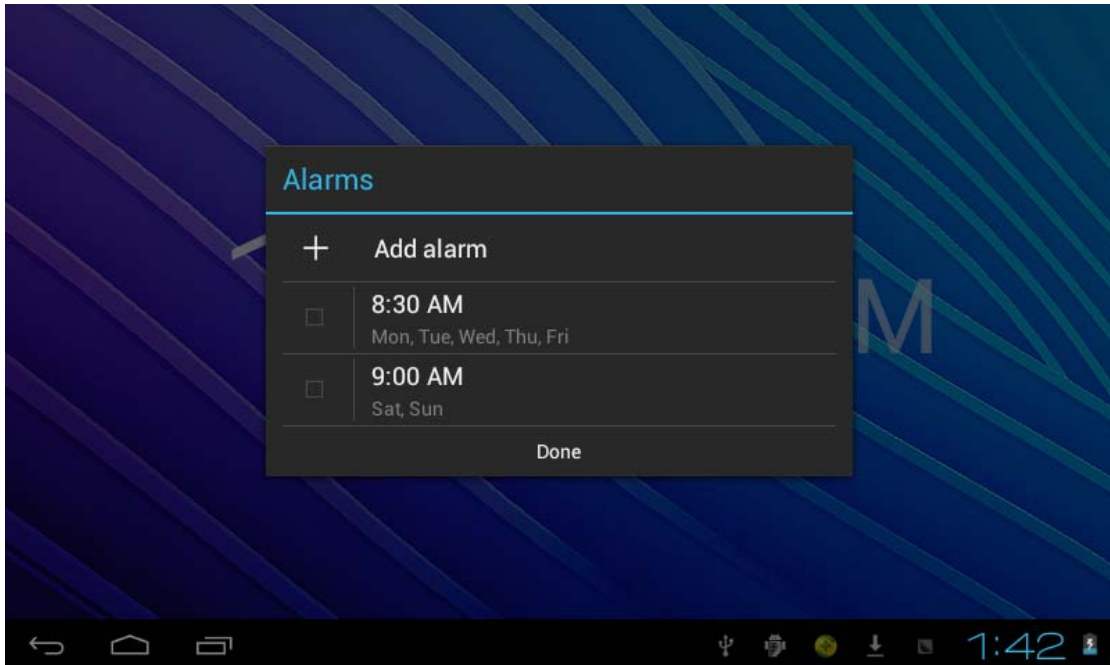 Alarms
Add alarm
8:30 AM
Mon, Tue, Wed, Thu, Fri
9:00 AM
Sat, Sun
Done
M
1:42